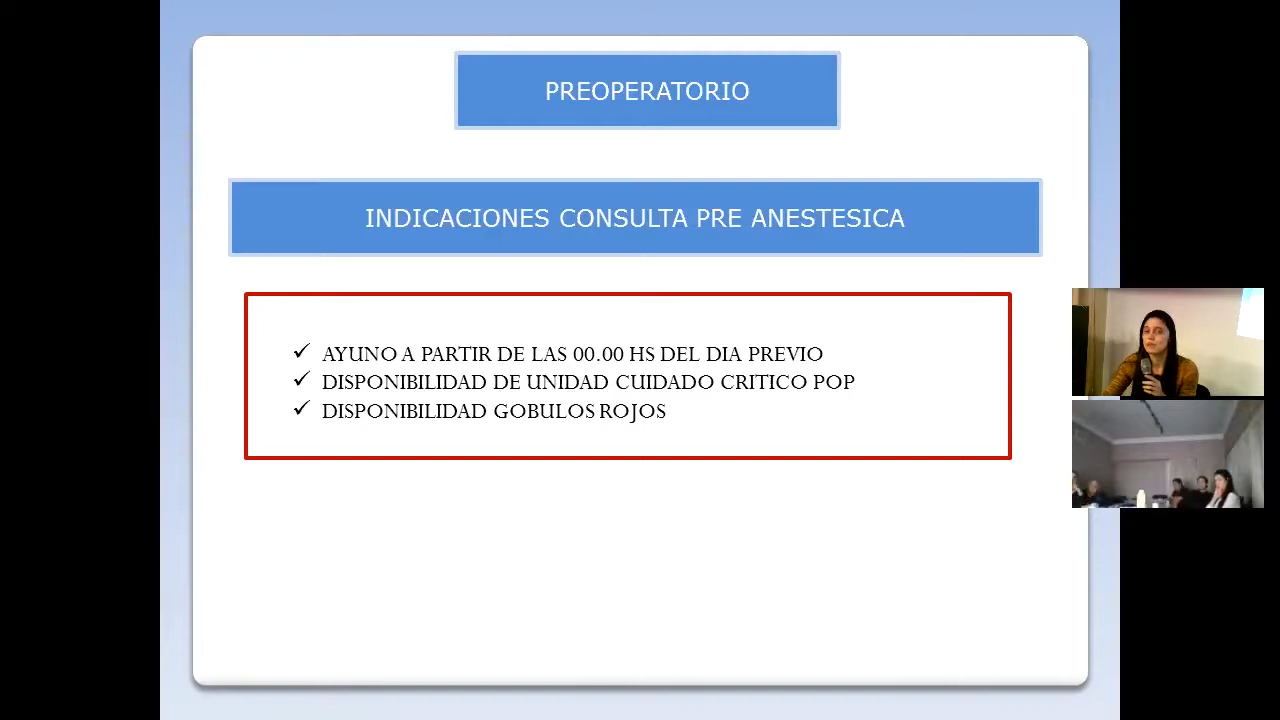 PREOPERATORIO
INDICACIONES CONSULTA PRE ANESTESICA
✓ AYUNO A PARTIR DE LAS 00.00 HS DEL DIA PREVIO
✓ DISPONIBILIDAD DE UNIDAD CUIDADO CRITICO POP
✓ DISPONIBILIDAD GOBULOS ROJOS